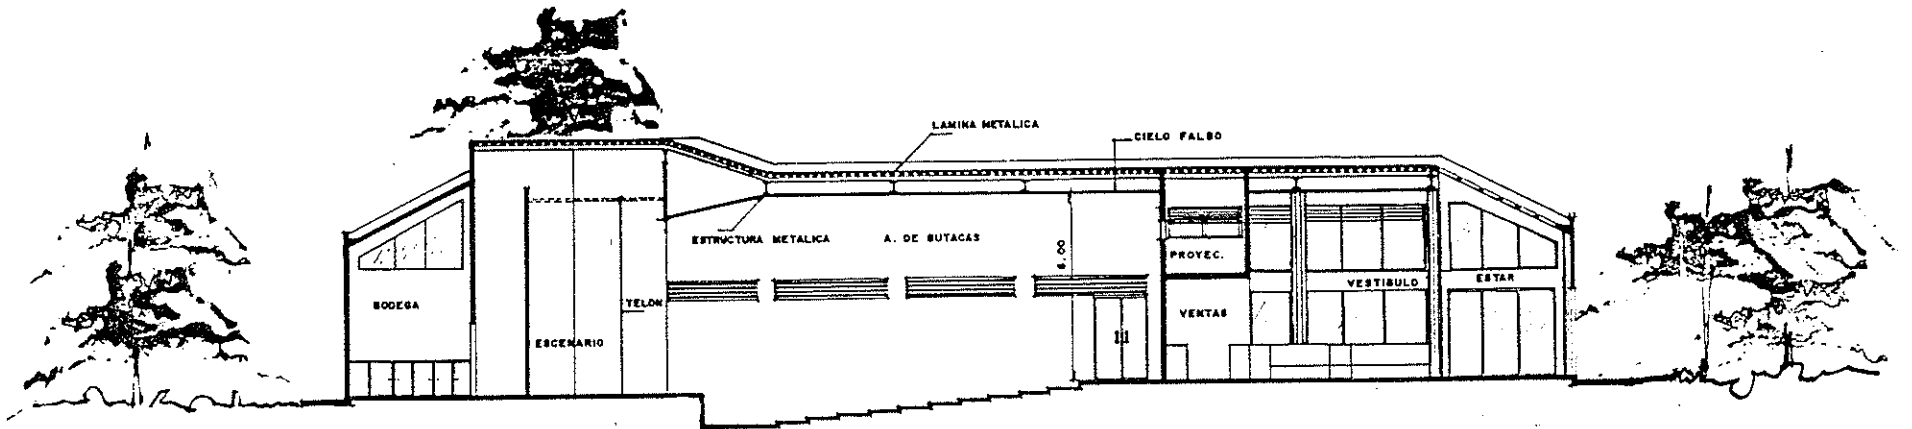 LAMINA METALICA
CIELO FALSO
ESTRUCTURA METALICA
A. DE BUTACAS
6.00
PROYEC.
BODEGA
TELON
VENTAS
VESTIBULO
ESTAR
ESCENARIO